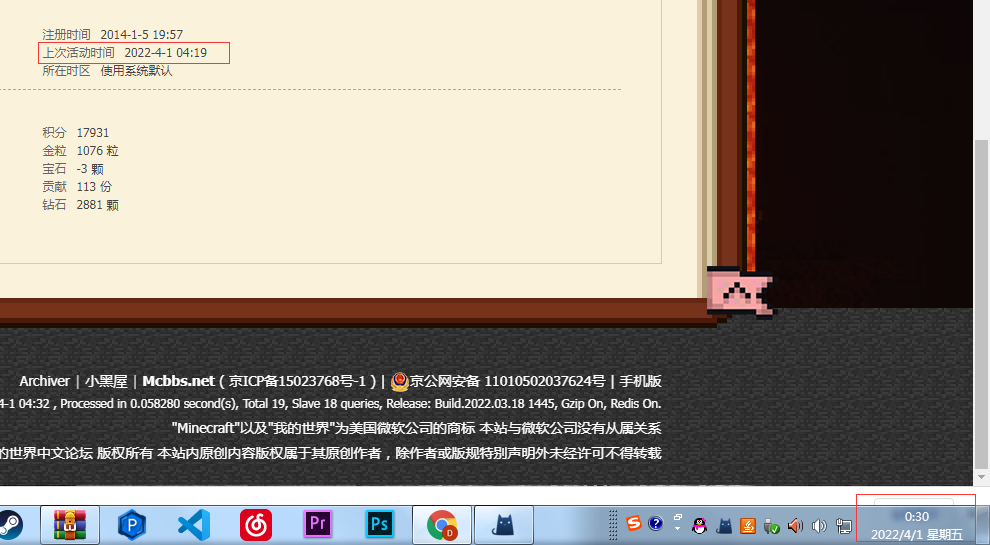 注册时间 2014-1-5 19:57
上次活动时间 2022-4-1 04:19
所在时区 使用系统默认
积分 17931
金粒 1076 粒
宝石 -3 颗
贡献 113 份
钻石 2881 颗
Archiver | 小黑屋 | Mcbbs.net ( 京ICP备15023768号-1 ) | 京公网安备 11010502037624号 | 手机版
4-1 04:32 , Processed in 0.058280 second(s), Total 19, Slave 18 queries, Release: Build.2022.03.18 1445, Gzip On, Redis On.
"Minecraft"以及"我的世界"为美国微软公司的商标 本站与微软公司没有从属关系
的世界中文论坛 版权所有 本站内原创内容版权属于其原创作者，除作者或版规特别声明外未经许可不得转载
Pr Ps D S ?
0:30
2022/4/1 星期五